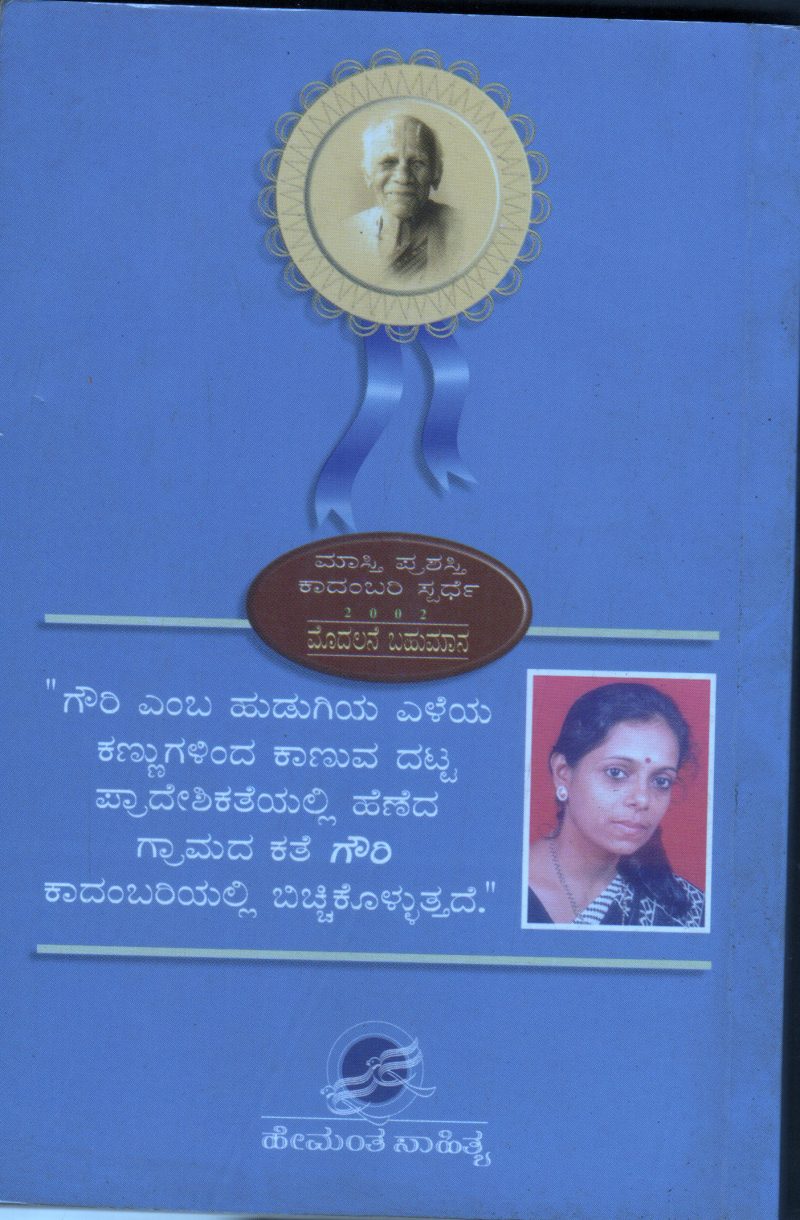 ಮಾಸ್ತಿ ಪ್ರಶಸ್ತಿ
ಕಾದಂಬರಿ ಸ್ಪರ್ಧೆ
2002
ಮೊದಲನೆ ಬಹುಮಾನ
"ಗೌರಿ ಎಂಬ ಹುಡುಗಿಯ ಎಳೆಯ
ಕಣ್ಣುಗಳಿಂದ ಕಾಣುವ ದಟ್ಟ
ಪ್ರಾದೇಶಿಕತೆಯಲ್ಲಿ ಹೆಣೆದ
ಗ್ರಾಮದ ಕತೆ ಗೌರಿ
ಕಾದಂಬರಿಯಲ್ಲಿ ಬಿಚ್ಚಿಕೊಳ್ಳುತ್ತದೆ."
ಹೇಮಂತ ಸಾಹಿತ್ಯ